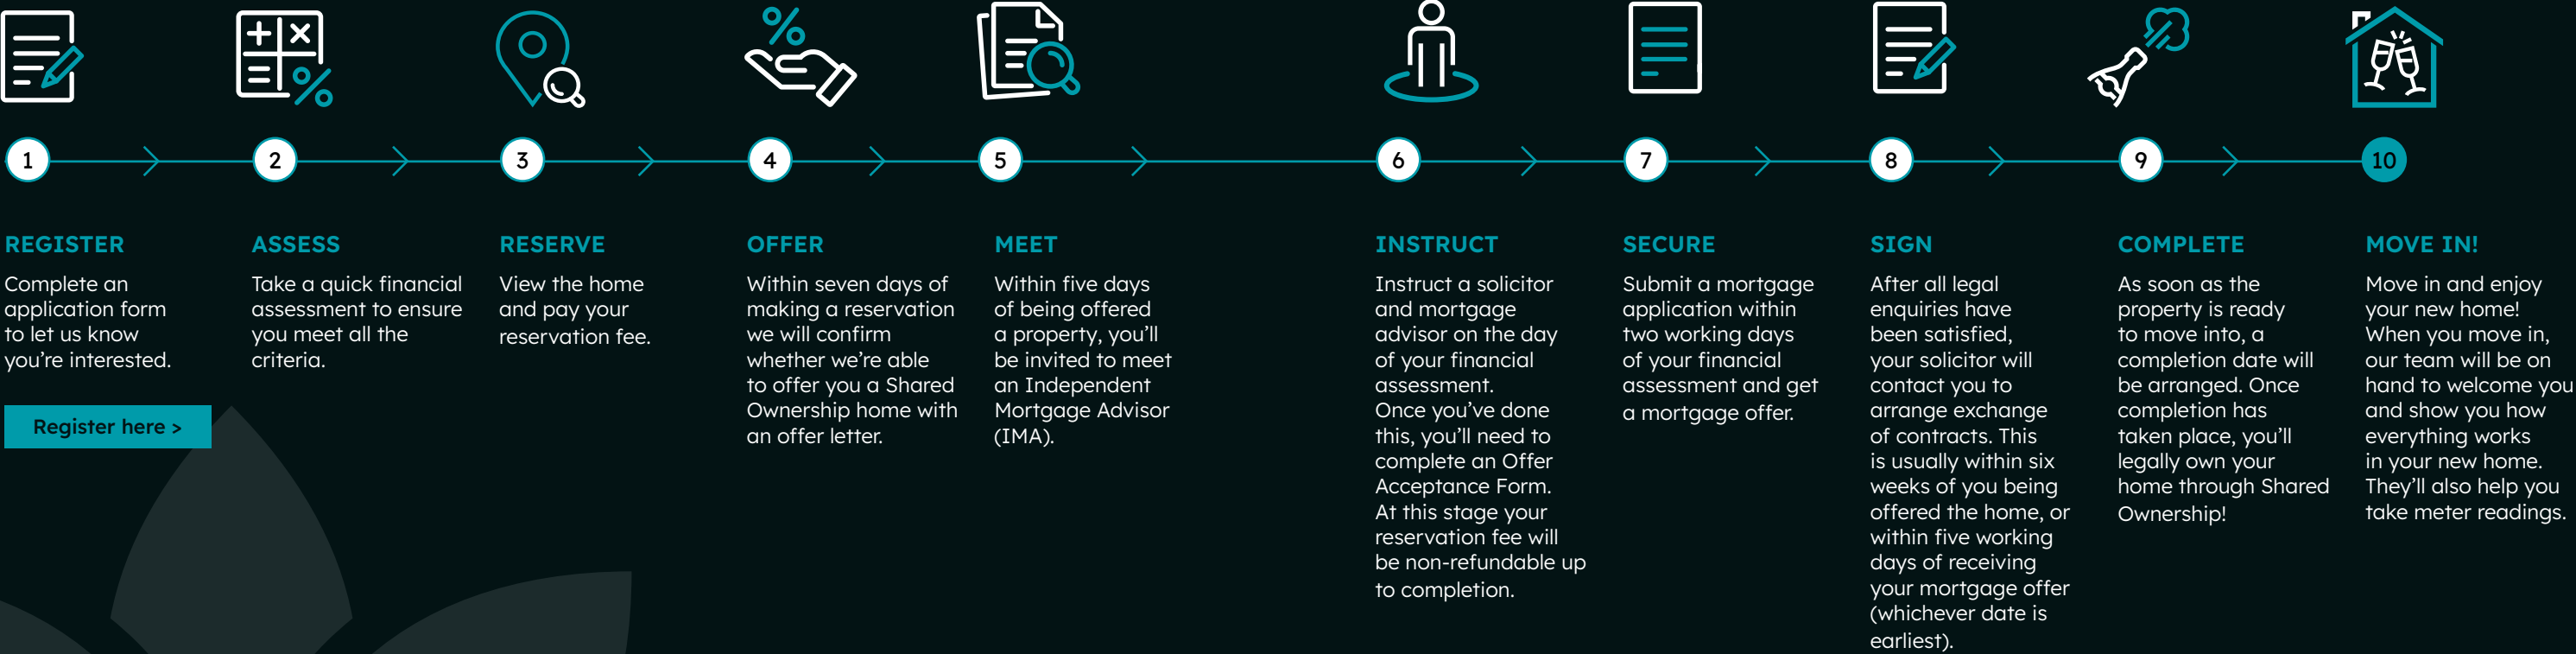 1
2
3
4
5
6
7
8
9
10
REGISTER
Complete an
application form
to let us know
you're interested.
Register here >
ASSESS
Take a quick financial
assessment to ensure
you meet all the
criteria.
RESERVE
View the home
and pay your
reservation fee.
OFFER
Within seven days of
making a reservation
we will confirm
whether we're able
to offer you a Shared
Ownership home with
an offer letter.
MEET
Within five days
of being offered
a property, you'll
be invited to meet
an Independent
Mortgage Advisor
(IMA).
INSTRUCT
Instruct a solicitor
and mortgage
advisor on the day
of your financial
assessment.
Once you've done
this, you'll need to
complete an Offer
Acceptance Form.
At this stage your
reservation fee will
be non-refundable up
to completion.
SECURE
Submit a mortgage
application within
two working days
of your financial
assessment and get
a mortgage offer.
SIGN
After all legal
enquiries have
been satisfied,
your solicitor will
contact you to
arrange exchange
of contracts. This
is usually within six
weeks of you being
offered the home, or
within five working
days of receiving
your mortgage offer
(whichever date is
earliest).
COMPLETE
As soon as the
property is ready
to move into, a
completion date will
be arranged. Once
completion has
taken place, you'll
legally own your
home through Shared
Ownership!
MOVE IN!
Move in and enjoy
your new home!
When you move in,
our team will be on
hand to welcome you
and show you how
everything works
in your new home.
They'll also help you
take meter readings.